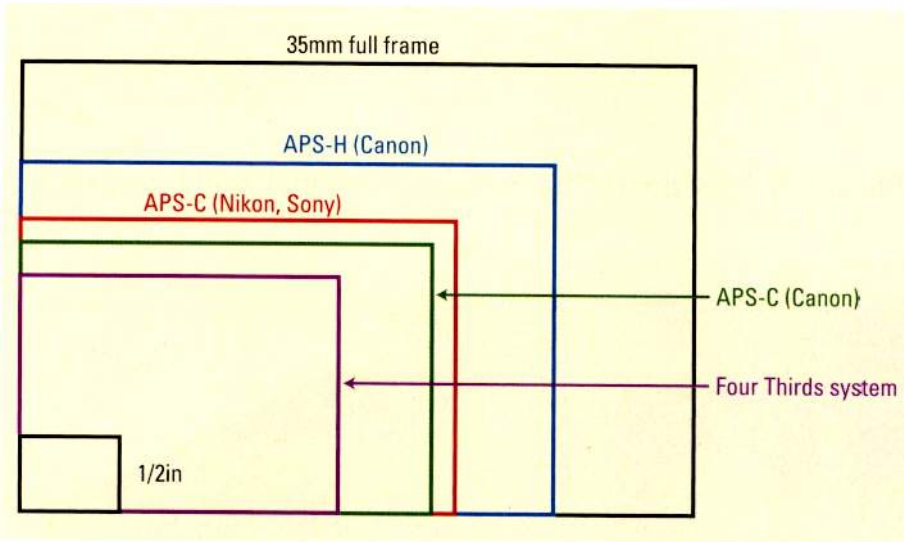 35mm full frame
APS-H (Canon)
APS-C (Nikon, Sony)
APS-C (Canon)
Four Thirds system
1/2in